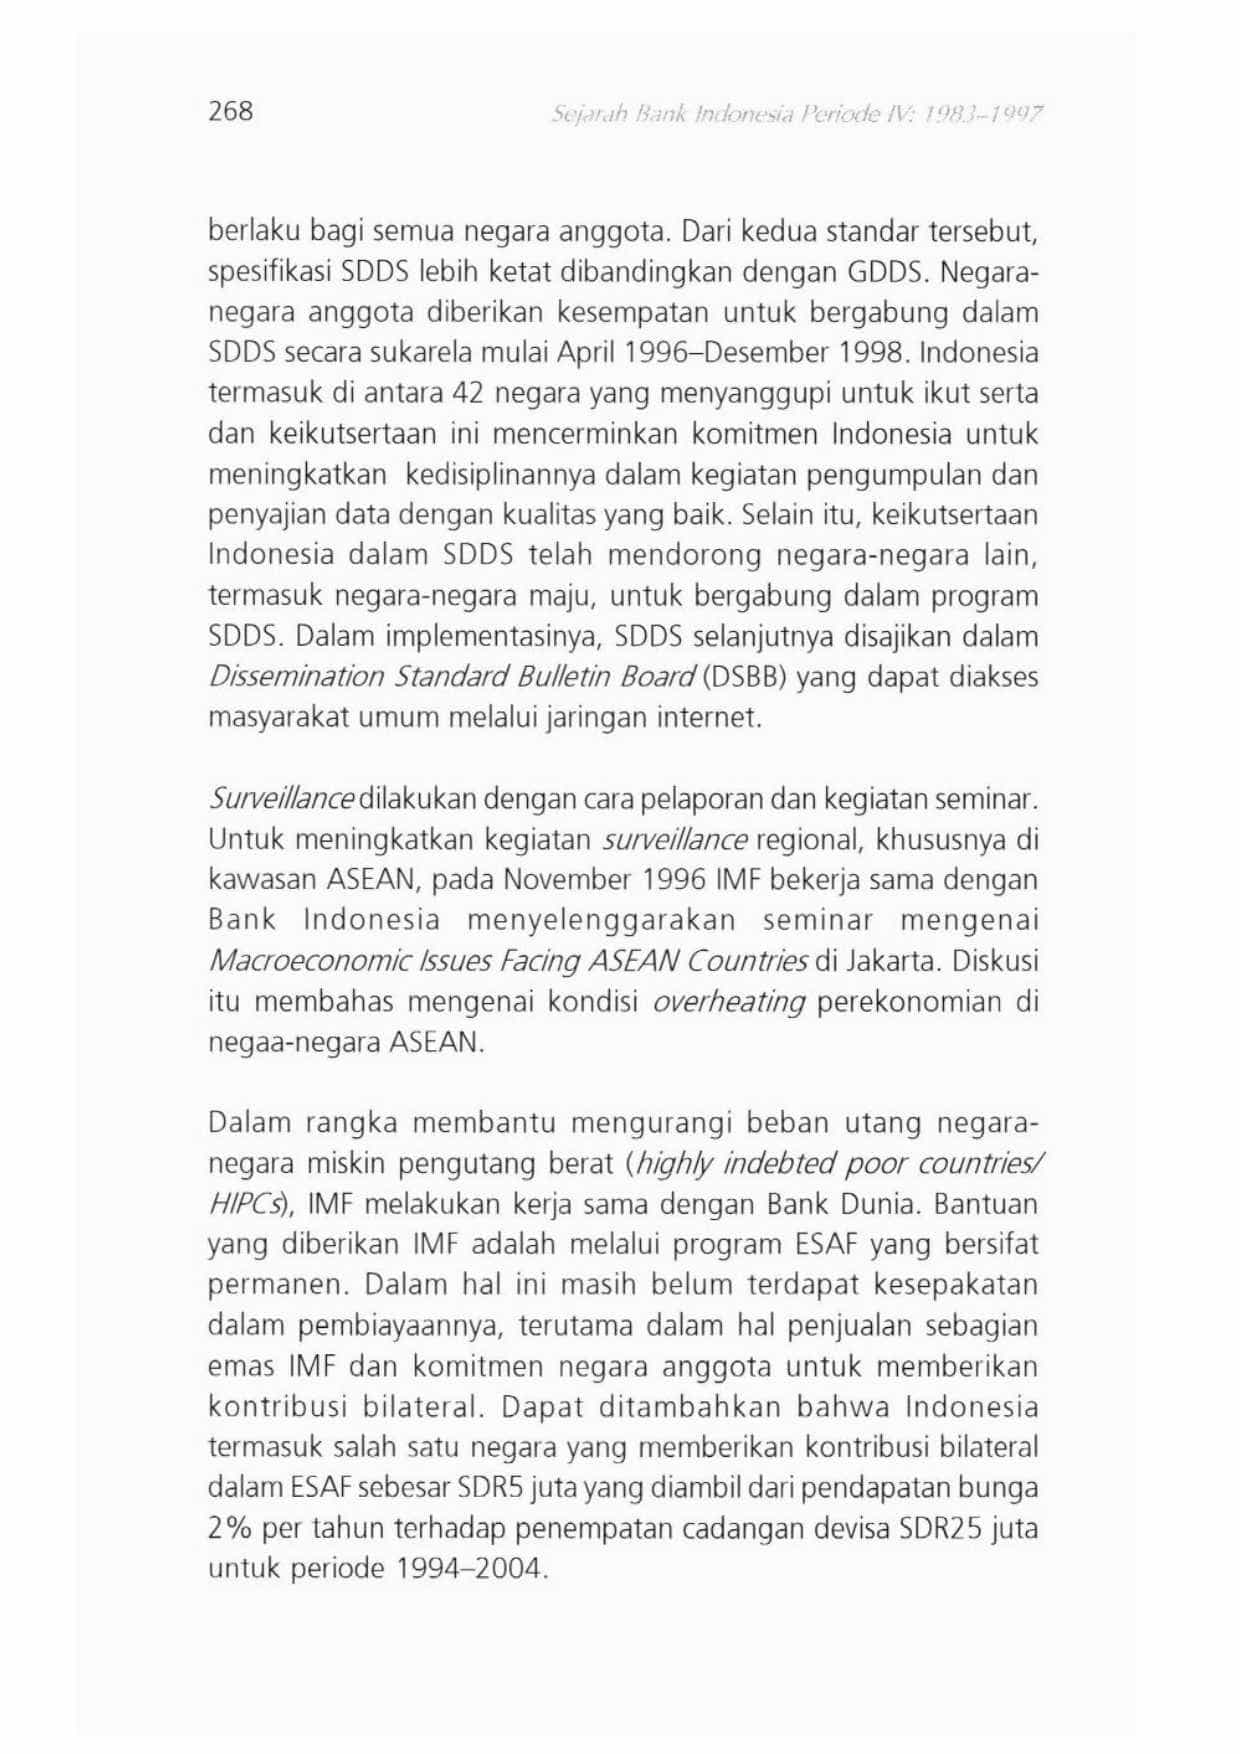 268
Sejarah Bank Indonesia Periode IV: 1983–1997
berlaku bagi semua negara anggota. Dari kedua standar tersebut,
spesifikasi SDDS lebih ketat dibandingkan dengan GDDS. Negara-
negara anggota diberikan kesempatan untuk bergabung dalam
SDDS secara sukarela mulai April 1996–Desember 1998. Indonesia
termasuk di antara 42 negara yang menyanggupi untuk ikut serta
dan keikutsertaan ini mencerminkan komitmen Indonesia untuk
meningkatkan kedisiplinannya dalam kegiatan pengumpulan dan
penyajian data dengan kualitas yang baik. Selain itu, keikutsertaan
Indonesia dalam SDDS telah mendorong negara-negara lain,
termasuk negara-negara maju, untuk bergabung dalam program
SDDS. Dalam implementasinya, SDDS selanjutnya disajikan dalam
Dissemination Standard Bulletin Board (DSBB) yang dapat diakses
masyarakat umum melalui jaringan internet.
Surveillance dilakukan dengan cara pelaporan dan kegiatan seminar.
Untuk meningkatkan kegiatan surveillance regional, khususnya di
kawasan ASEAN, pada November 1996 IMF bekerja sama dengan
Bank Indonesia menyelenggarakan seminar mengenai
Macroeconomic Issues Facing ASEAN Countries di Jakarta. Diskusi
itu membahas mengenai kondisi overheating perekonomian di
negaa-negara ASEAN.
Dalam rangka membantu mengurangi beban utang negara-
negara miskin pengutang berat (highly indebted poor countries/
HIPCs), IMF melakukan kerja sama dengan Bank Dunia. Bantuan
yang diberikan IMF adalah melalui program ESAF yang bersifat
permanen. Dalam hal ini masih belum terdapat kesepakatan
dalam pembiayaannya, terutama dalam hal penjualan sebagian
emas IMF dan komitmen negara anggota untuk memberikan
kontribusi bilateral. Dapat ditambahkan bahwa Indonesia
termasuk salah satu negara yang memberikan kontribusi bilateral
dalam ESAF sebesar SDR5 juta yang diambil dari pendapatan bunga
2% per tahun terhadap penempatan cadangan devisa SDR25 juta
untuk periode 1994–2004.